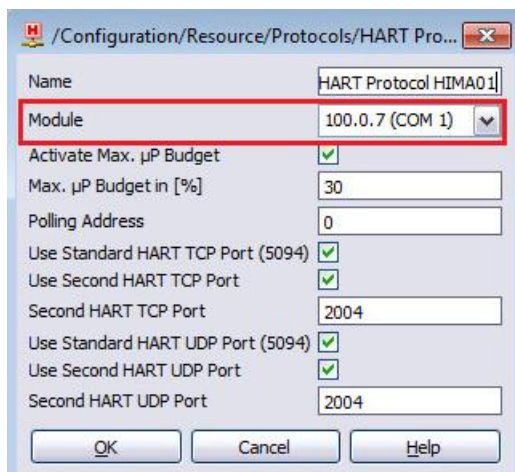 /Configuration/Resource/Protocols/HART Pro...
Name HART Protocol HIMA01
Module 100.0.7 (COM 1)
Activate Max. µP Budget
Max. µP Budget in [%] 30
Polling Address 0
Use Standard HART TCP Port (5094)
Use Second HART TCP Port
Second HART TCP Port 2004
Use Standard HART UDP Port (5094)
Use Second HART UDP Port
Second HART UDP Port 2004
OK Cancel Help